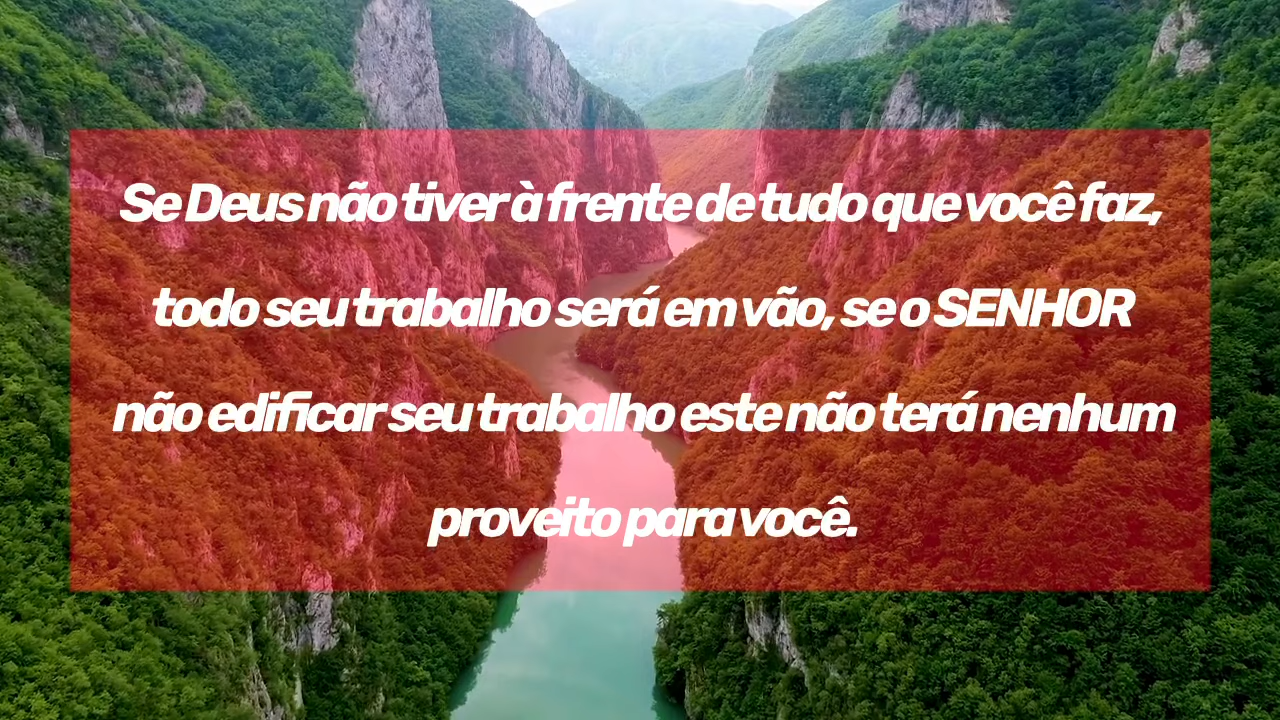 Se Deus não tiver à frente de tudo que você faz,
todo seu trabalho será em vão, se o SENHOR
não edificar seu trabalho este não terá nenhum
proveito para você.